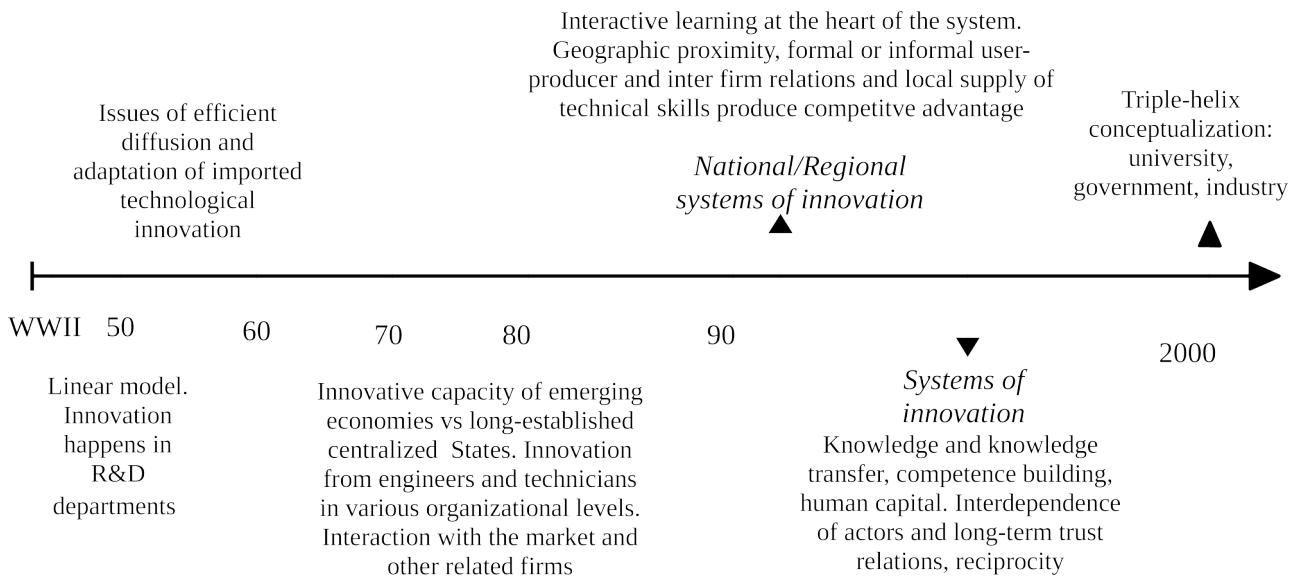 Interactive learning at the heart of the system.
Geographic proximity, formal or informal user-
producer and inter firm relations and local supply of
technical skills produce competitve advantage
Issues of efficient
diffusion and
adaptation of imported
technological
innovation
National/Regional
systems of innovation
Triple-helix
conceptualization:
university,
government, industry
WWII 50 60 70 80 90 2000
Linear model.
Innovation
happens in
R&D
departments
Innovative capacity of emerging
economies vs long-established
centralized States. Innovation
from engineers and technicians
in various organizational levels.
Interaction with the market and
other related firms
Systems of
innovation
Knowledge and knowledge
transfer, competence building,
human capital. Interdependence
of actors and long-term trust
relations, reciprocity